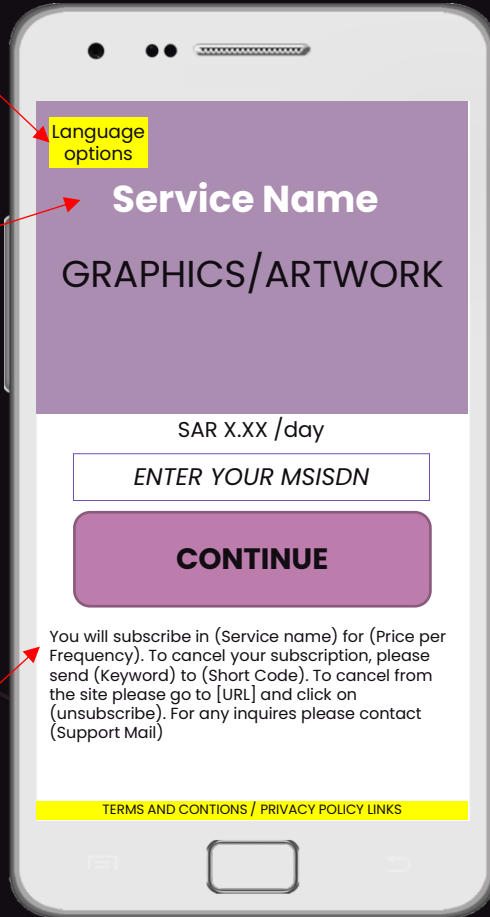 Language
options
Service Name
GRAPHICS/ARTWORK
SAR X.XX /day
ENTER YOUR MSISDN
CONTINUE
You will subscribe in (Service name) for (Price per
Frequency). To cancel your subscription, please
send (Keyword) to (Short Code). To cancel from
the site please go to [URL] and click on
(unsubscribe). For any inquires please contact
(Support Mail)
TERMS AND CONTIONS / PRIVACY POLICY LINKS